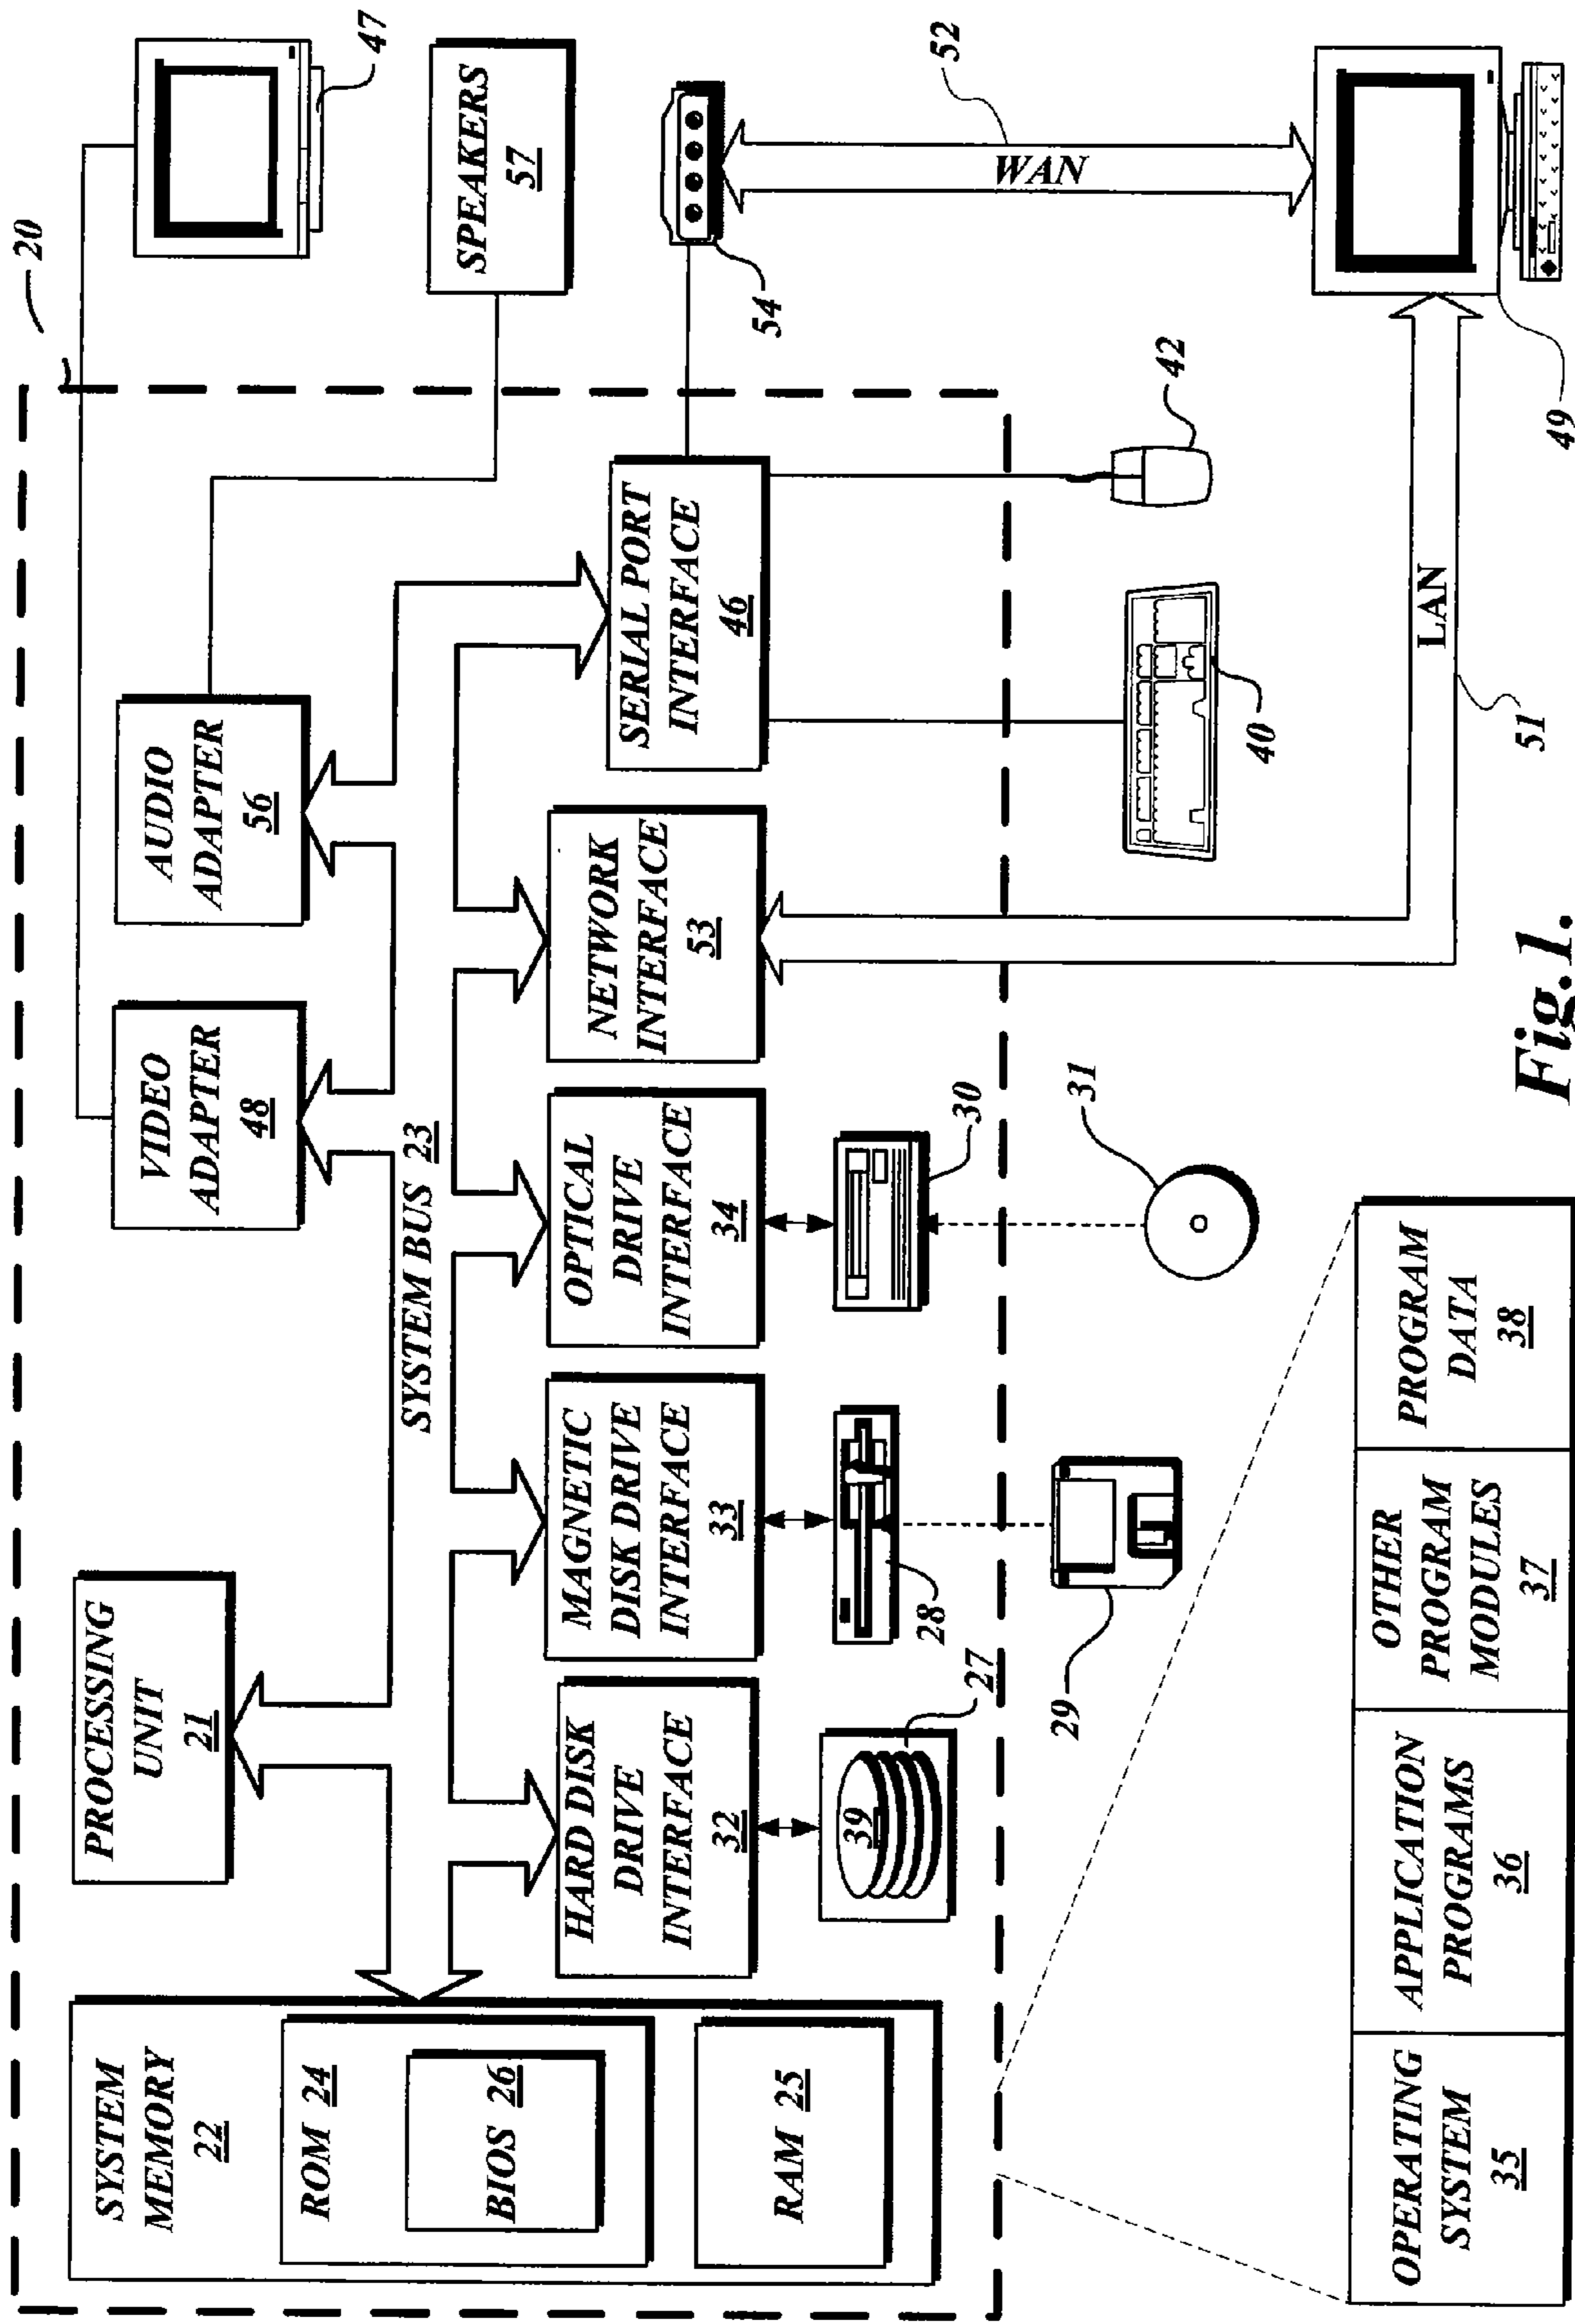 20
SYSTEM
MEMORY
22
ROM 24
BIOS 26
RAM 25
PROCESSING
UNIT
21
VIDEO
ADAPTER
48
AUDIO
ADAPTER
56
47
SPEAKERS
57
SYSTEM BUS 23
HARD DISK
DRIVE
INTERFACE
32
MAGNETIC
DISK DRIVE
INTERFACE
33
OPTICAL
DRIVE
INTERFACE
34
NETWORK
INTERFACE
53
SERIAL PORT
INTERFACE
46
54
39
27
28
30
52
WAN
29
31
40
42
OPERATING
SYSTEM
35
APPLICATION
PROGRAMS
36
OTHER
PROGRAM
MODULES
37
PROGRAM
DATA
38
LAN
51
49
Fig.1.